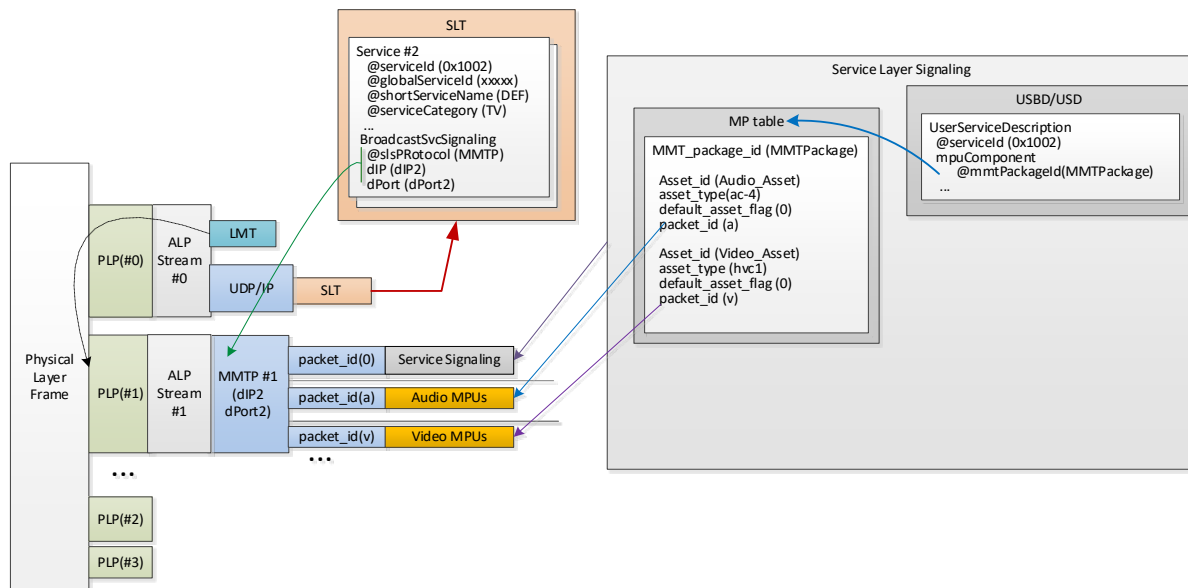 SLT
Service #2
@serviceId (0x1002)
@globalServiceId (xxxxx)
@shortServiceName (DEF)
@serviceCategory (TV)
...
BroadcastSvcSignaling
@slsPRotocol (MMTP)
dIP (dIP2)
dPort (dPort2)
Service Layer Signaling
MP table
MMT_package_id (MMTPackage)
Asset_id (Audio_Asset)
asset_type(ac-4)
default_asset_flag (0)
packet_id (a)
Asset_id (Video_Asset)
asset_type (hvc1)
default_asset_flag (0)
packet_id (v)
USBD/USD
UserServiceDescription
@serviceId (0x1002)
mpuComponent
@mmtPackageId(MMTPackage)
...
Physical
Layer
Frame
PLP(#0)
ALP
Stream
#0
LMT
UDP/IP
SLT
PLP(#1)
ALP
Stream
#1
MMTP #1
(dIP2
dPort2)
packet_id(0)
Service Signaling
packet_id(a)
Audio MPUs
packet_id(v)
Video MPUs
...
...
PLP(#2)
PLP(#3)